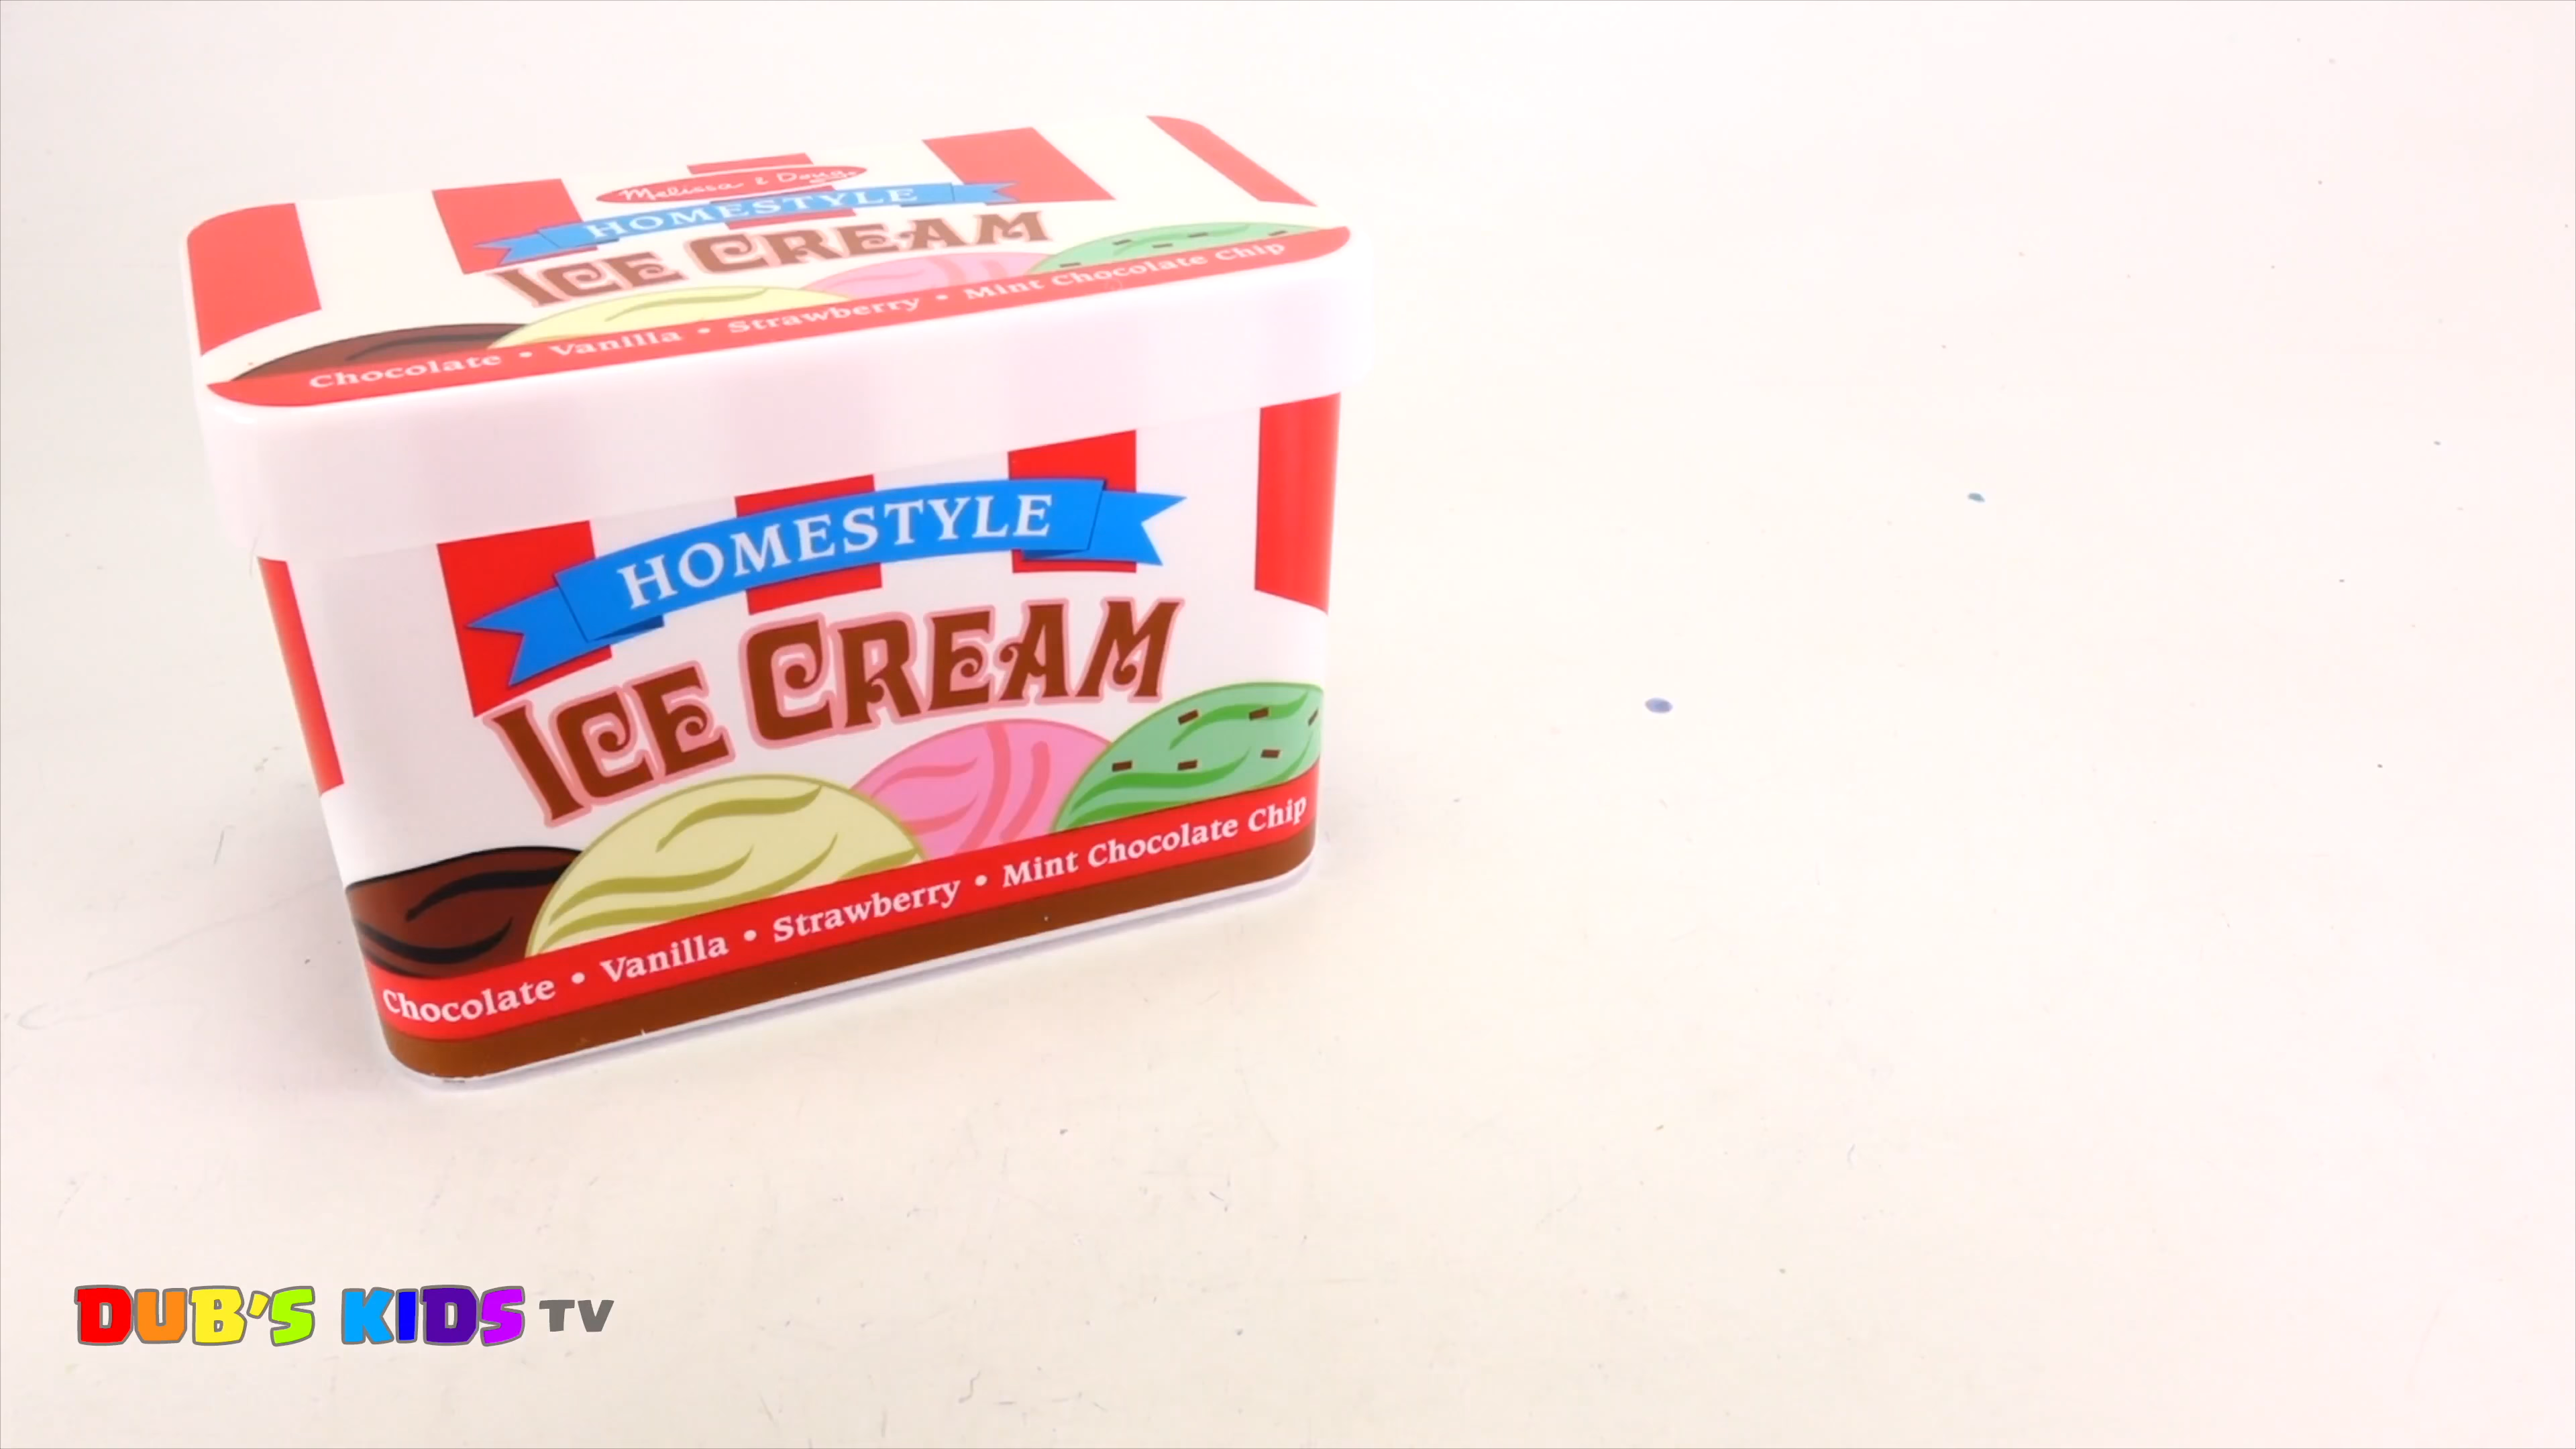 Melissa & Doug
HOMESTYLE
ICE CREAM
Chocolate • Vanilla • Strawberry • Mint Chocolate Chip
HOMESTYLE
ICE CREAM
Chocolate • Vanilla • Strawberry • Mint Chocolate Chip
DUB'S KIDS TV